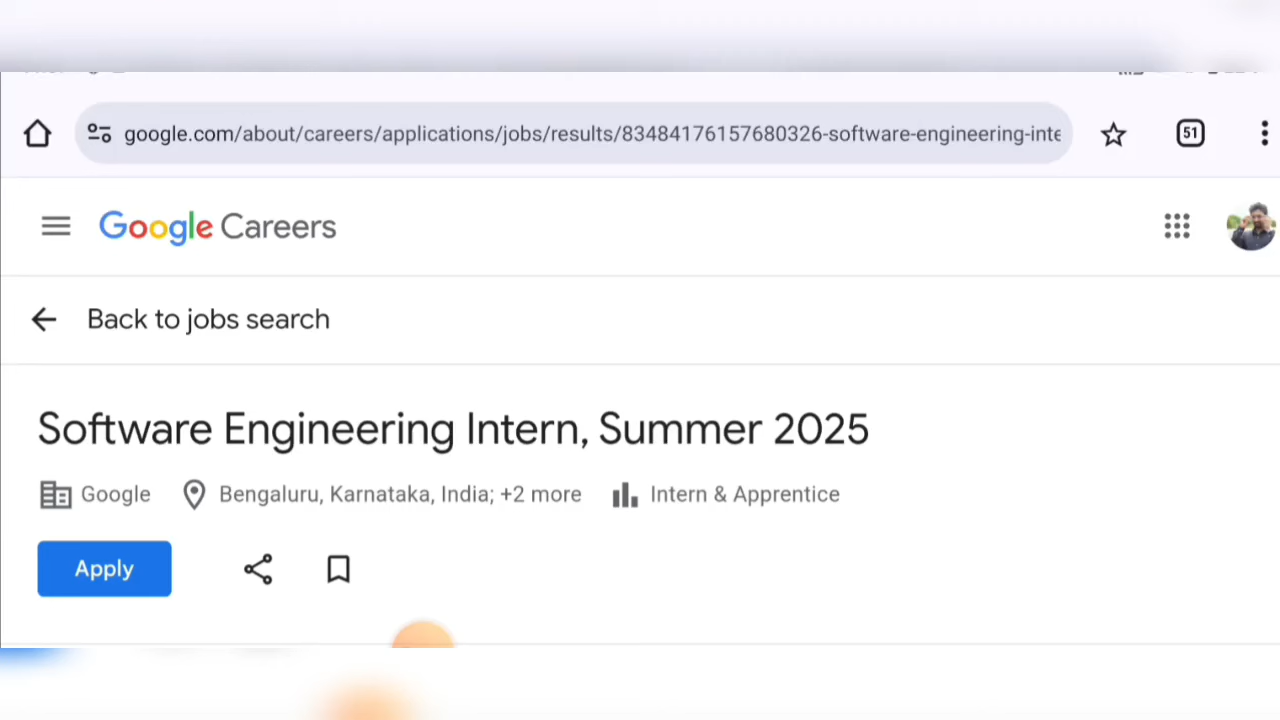 google.com/about/careers/applications/jobs/results/83484176157680326-software-engineering-inte
51
Google Careers
Back to jobs search
Software Engineering Intern, Summer 2025
Google Bengaluru, Karnataka, India; +2 more Intern & Apprentice
Apply